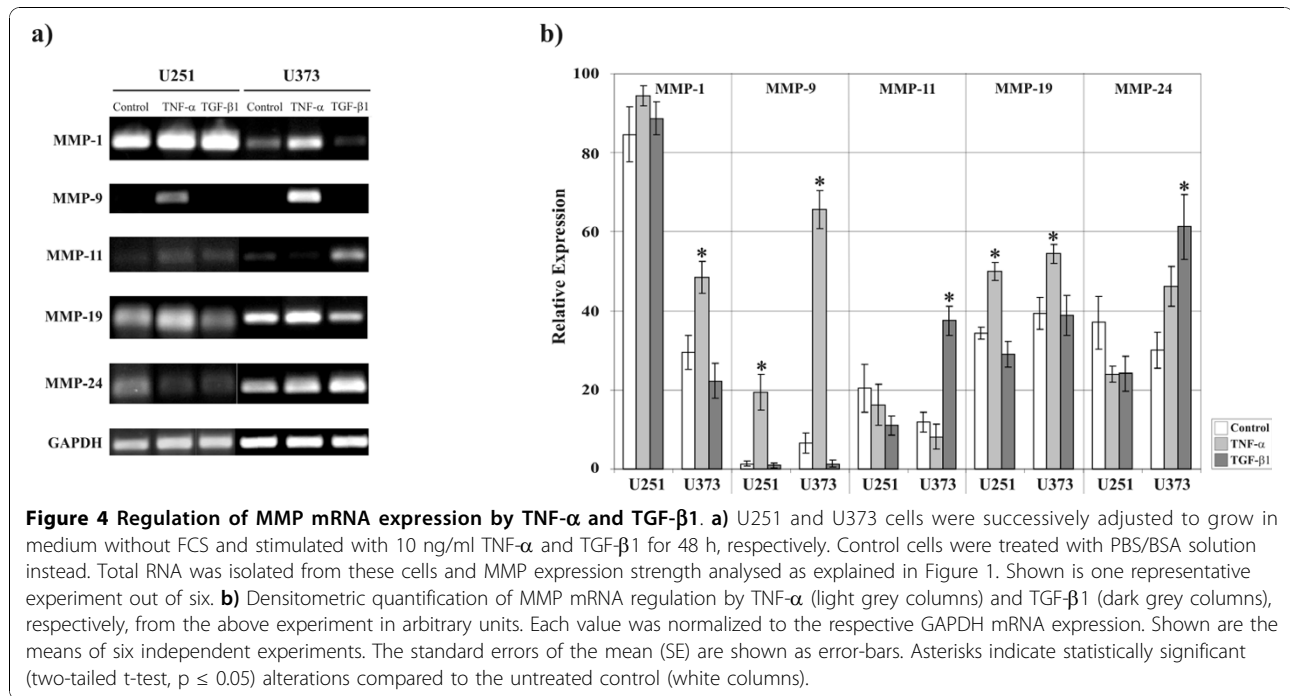 a)
U251 U373
Control TNF-α TGF-β1 Control TNF-α TGF-β1
MMP-1
MMP-9
MMP-11
MMP-19
MMP-24
GAPDH
b)
Relative Expression
100
80
60
40
20
0
MMP-1 MMP-9 MMP-11 MMP-19 MMP-24
* * * * * * *
U251 U373 U251 U373 U251 U373 U251 U373 U251 U373
Control
TNF-α
TGF-β1
Figure 4 Regulation of MMP mRNA expression by TNF-α and TGF-β1. a) U251 and U373 cells were successively adjusted to grow in
medium without FCS and stimulated with 10 ng/ml TNF-α and TGF-β1 for 48 h, respectively. Control cells were treated with PBS/BSA solution
instead. Total RNA was isolated from these cells and MMP expression strength analysed as explained in Figure 1. Shown is one representative
experiment out of six. b) Densitometric quantification of MMP mRNA regulation by TNF-α (light grey columns) and TGF-β1 (dark grey columns),
respectively, from the above experiment in arbitrary units. Each value was normalized to the respective GAPDH mRNA expression. Shown are the
means of six independent experiments. The standard errors of the mean (SE) are shown as error-bars. Asterisks indicate statistically significant
(two-tailed t-test, p ≤ 0.05) alterations compared to the untreated control (white columns).